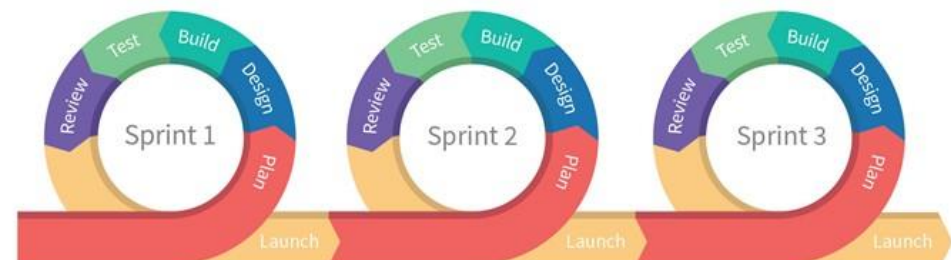 Plan
Design
Build
Test
Review
Sprint 1
Launch
Plan
Design
Build
Test
Review
Sprint 2
Launch
Plan
Design
Build
Test
Review
Sprint 3
Launch